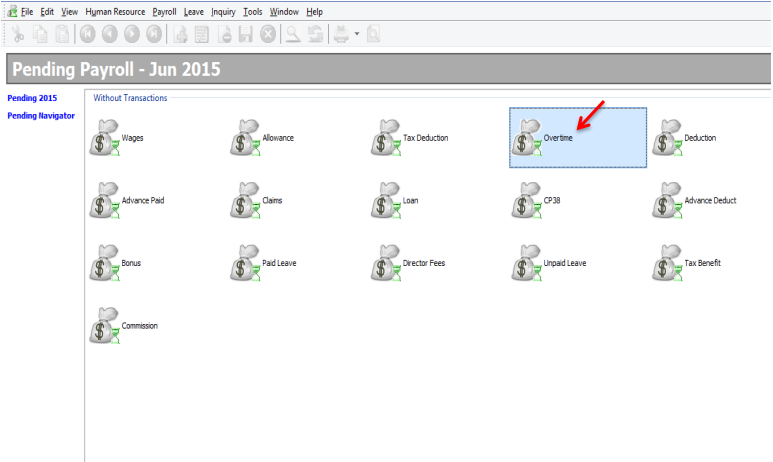 File Edit View Human Resource Payroll Leave Inquiry Tools Window Help
Pending Payroll - Jun 2015
Pending 2015
Pending Navigator
Without Transactions
Wages Allowance Tax Deduction Overtime Deduction
Advance Paid Claims Loan CP38 Advance Deduct
Bonus Paid Leave Director Fees Unpaid Leave Tax Benefit
Commission